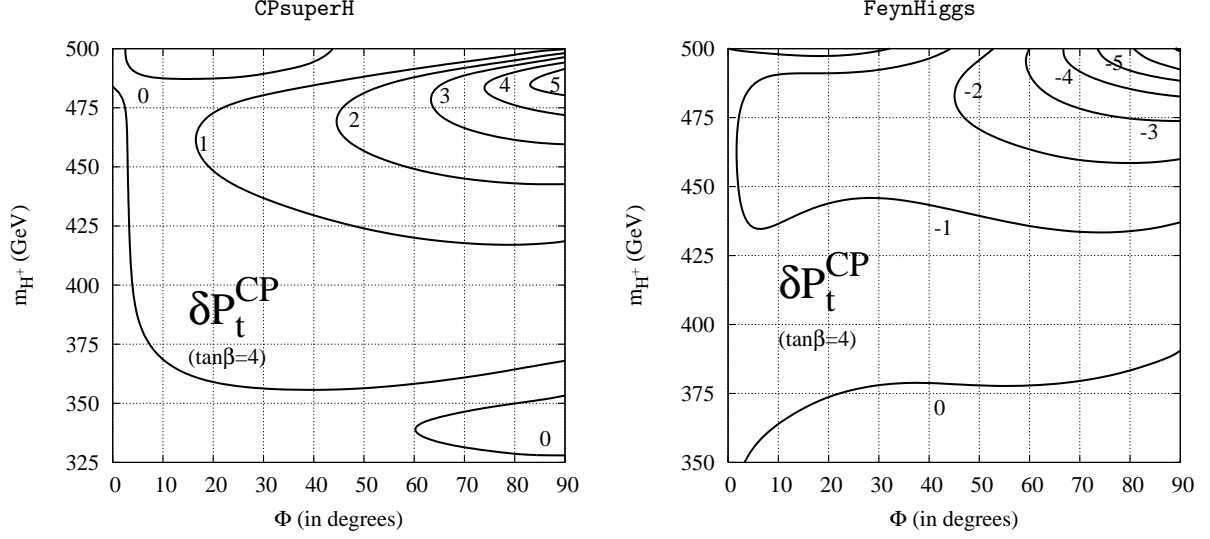 CPsuperH
500
475
450
425
400
375
350
325
m_H+ (GeV)
0
0
1
2
3
4
5
δP_t^CP
(tanβ=4)
0
0 10 20 30 40 50 60 70 80 90
Φ (in degrees)
FeynHiggs
500
475
450
425
400
375
350
m_H+ (GeV)
-5
-4
-2
-3
-1
δP_t^CP
(tanβ=4)
0
0 10 20 30 40 50 60 70 80 90
Φ (in degrees)